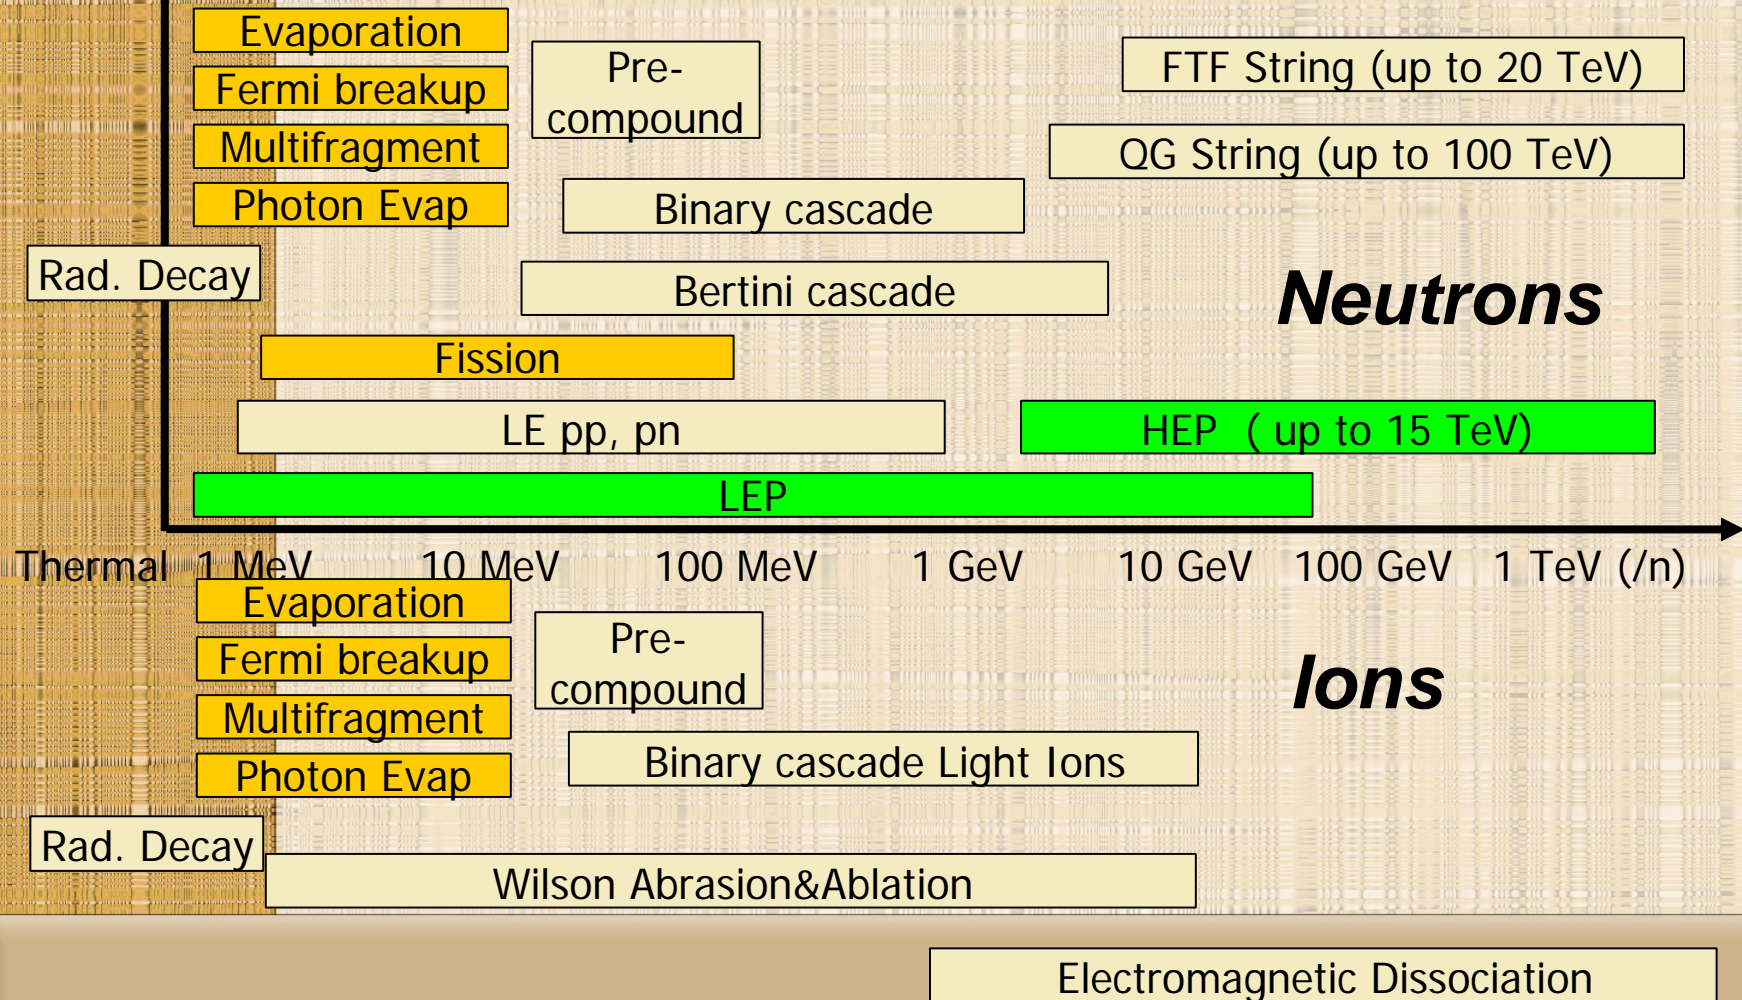 Evaporation
Pre-
compound
FTF String (up to 20 TeV)
Fermi breakup
Multifragment
QG String (up to 100 TeV)
Photon Evap
Binary cascade
Rad. Decay
Bertini cascade
Neutrons
Fission
LE pp, pn
HEP ( up to 15 TeV)
LEP
Thermal 1 MeV 10 MeV 100 MeV 1 GeV 10 GeV 100 GeV 1 TeV (/n)
Evaporation
Pre-
compound
Fermi breakup
Ions
Multifragment
Binary cascade Light Ions
Photon Evap
Rad. Decay
Wilson Abrasion&Ablation
Electromagnetic Dissociation